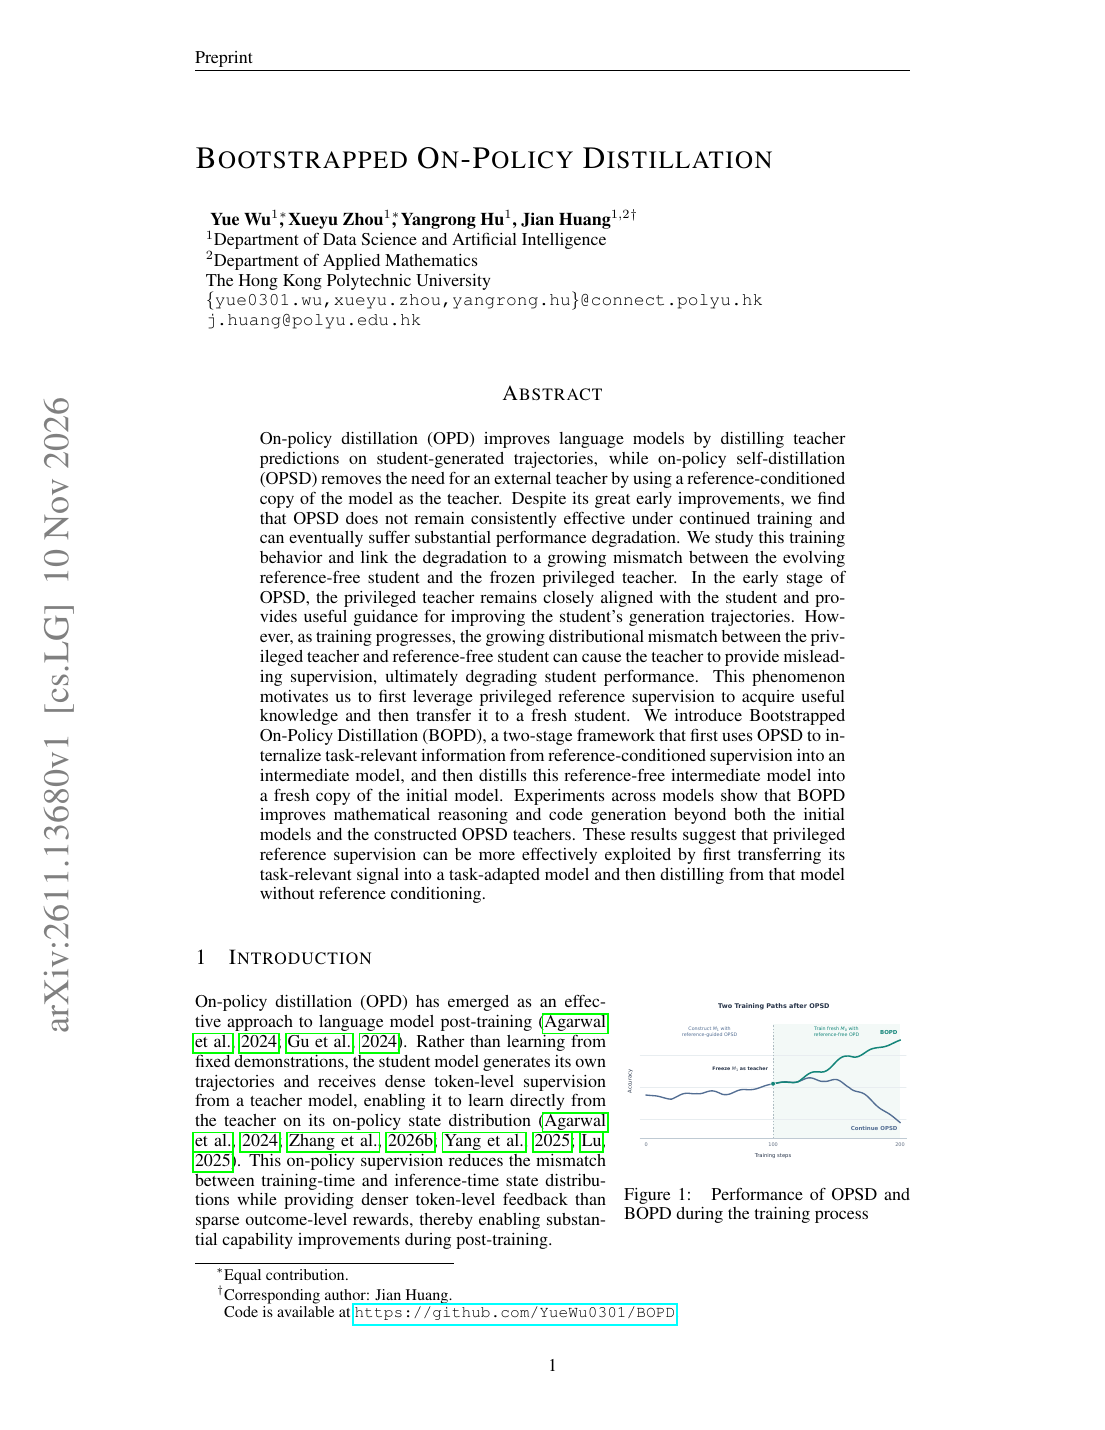 Preprint
BOOTSTRAPPED ON-POLICY DISTILLATION
Yue Wu1*, Xueyu Zhou1*, Yangrong Hu1, Jian Huang1,2†
1Department of Data Science and Artificial Intelligence
2Department of Applied Mathematics
The Hong Kong Polytechnic University
{yue0301.wu,xueyu.zhou,yangrong.hu}@connect.polyu.hk
j.huang@polyu.edu.hk
arXiv:2611.13680v1 [cs.LG] 10 Nov 2026
ABSTRACT
On-policy distillation (OPD) improves language models by distilling teacher
predictions on student-generated trajectories, while on-policy self-distillation
(OPSD) removes the need for an external teacher by using a reference-conditioned
copy of the model as the teacher. Despite its great early improvements, we find
that OPSD does not remain consistently effective under continued training and
can eventually suffer substantial performance degradation. We study this training
behavior and link the degradation to a growing mismatch between the evolving
reference-free student and the frozen privileged teacher. In the early stage of
OPSD, the privileged teacher remains closely aligned with the student and pro-
vides useful guidance for improving the student's generation trajectories. How-
ever, as training progresses, the growing distributional mismatch between the priv-
ileged teacher and reference-free student can cause the teacher to provide mislead-
ing supervision, ultimately degrading student performance. This phenomenon
motivates us to first leverage privileged reference supervision to acquire useful
knowledge and then transfer it to a fresh student. We introduce Bootstrapped
On-Policy Distillation (BOPD), a two-stage framework that first uses OPSD to in-
ternalize task-relevant information from reference-conditioned supervision into an
intermediate model, and then distills this reference-free intermediate model into
a fresh copy of the initial model. Experiments across models show that BOPD
improves mathematical reasoning and code generation beyond both the initial
models and the constructed OPSD teachers. These results suggest that privileged
reference supervision can be more effectively exploited by first transferring its
task-relevant signal into a task-adapted model and then distilling from that model
without reference conditioning.
1 INTRODUCTION
On-policy distillation (OPD) has emerged as an effec-
tive approach to language model post-training (Agarwal
et al., 2024; Gu et al., 2024). Rather than learning from
fixed demonstrations, the student model generates its own
trajectories and receives dense token-level supervision
from a teacher model, enabling it to learn directly from
the teacher on its on-policy state distribution (Agarwal
et al., 2024; Zhang et al., 2026b; Yang et al., 2025; Lu,
2025). This on-policy supervision reduces the mismatch
between training-time and inference-time state distribu-
tions while providing denser token-level feedback than
sparse outcome-level rewards, thereby enabling substan-
tial capability improvements during post-training.
Two Training Paths after OPSD
Construct M1 with
reference-guided OPSD
Train fresh M0 with
reference-free OPD
BOPD
Freeze M1 as teacher
Accuracy
Continue OPSD
0 100 200
Training steps
Figure 1: Performance of OPSD and
BOPD during the training process
*Equal contribution.
†Corresponding author: Jian Huang.
Code is available at https://github.com/YueWu0301/BOPD
1